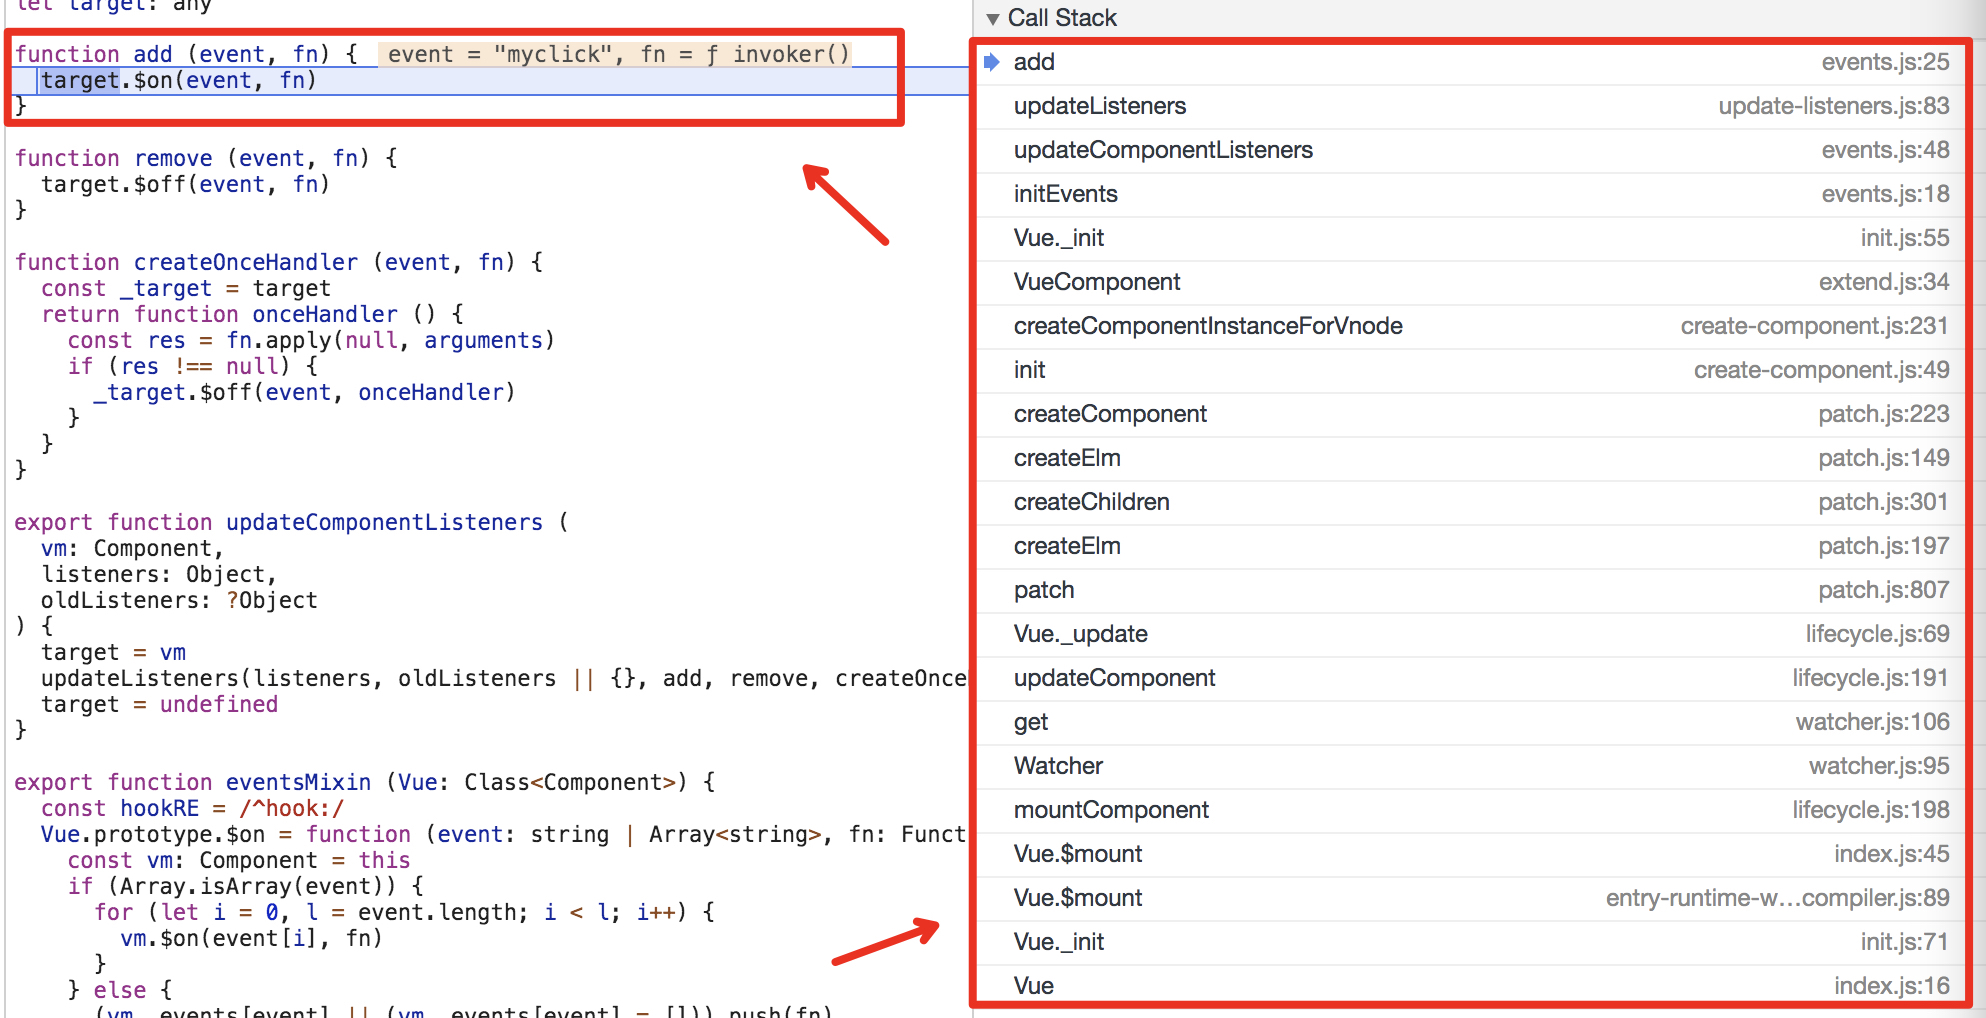 let target: any
function add (event, fn) { event = "myclick", fn = ƒ invoker()
  target.$on(event, fn)
}
function remove (event, fn) {
  target.$off(event, fn)
}
function createOnceHandler (event, fn) {
  const _target = target
  return function onceHandler () {
    const res = fn.apply(null, arguments)
    if (res !== null) {
      _target.$off(event, onceHandler)
    }
  }
}
export function updateComponentListeners (
  vm: Component,
  listeners: Object,
  oldListeners: ?Object
) {
  target = vm
  updateListeners(listeners, oldListeners || {}, add, remove, createOnce
  target = undefined
}
export function eventsMixin (Vue: Class<Component>) {
  const hookRE = /^hook:/
  Vue.prototype.$on = function (event: string | Array<string>, fn: Funct
    const vm: Component = this
    if (Array.isArray(event)) {
      for (let i = 0, l = event.length; i < l; i++) {
        vm.$on(event[i], fn)
      }
    } else {
      (vm._events[event] || (vm._events[event] = [])).push(fn)
▼ Call Stack
add events.js:25
updateListeners update-listeners.js:83
updateComponentListeners events.js:48
initEvents events.js:18
Vue._init init.js:55
VueComponent extend.js:34
createComponentInstanceForVnode create-component.js:231
init create-component.js:49
createComponent patch.js:223
createElm patch.js:149
createChildren patch.js:301
createElm patch.js:197
patch patch.js:807
Vue._update lifecycle.js:69
updateComponent lifecycle.js:191
get watcher.js:106
Watcher watcher.js:95
mountComponent lifecycle.js:198
Vue.$mount index.js:45
Vue.$mount entry-runtime-w…compiler.js:89
Vue._init init.js:71
Vue index.js:16